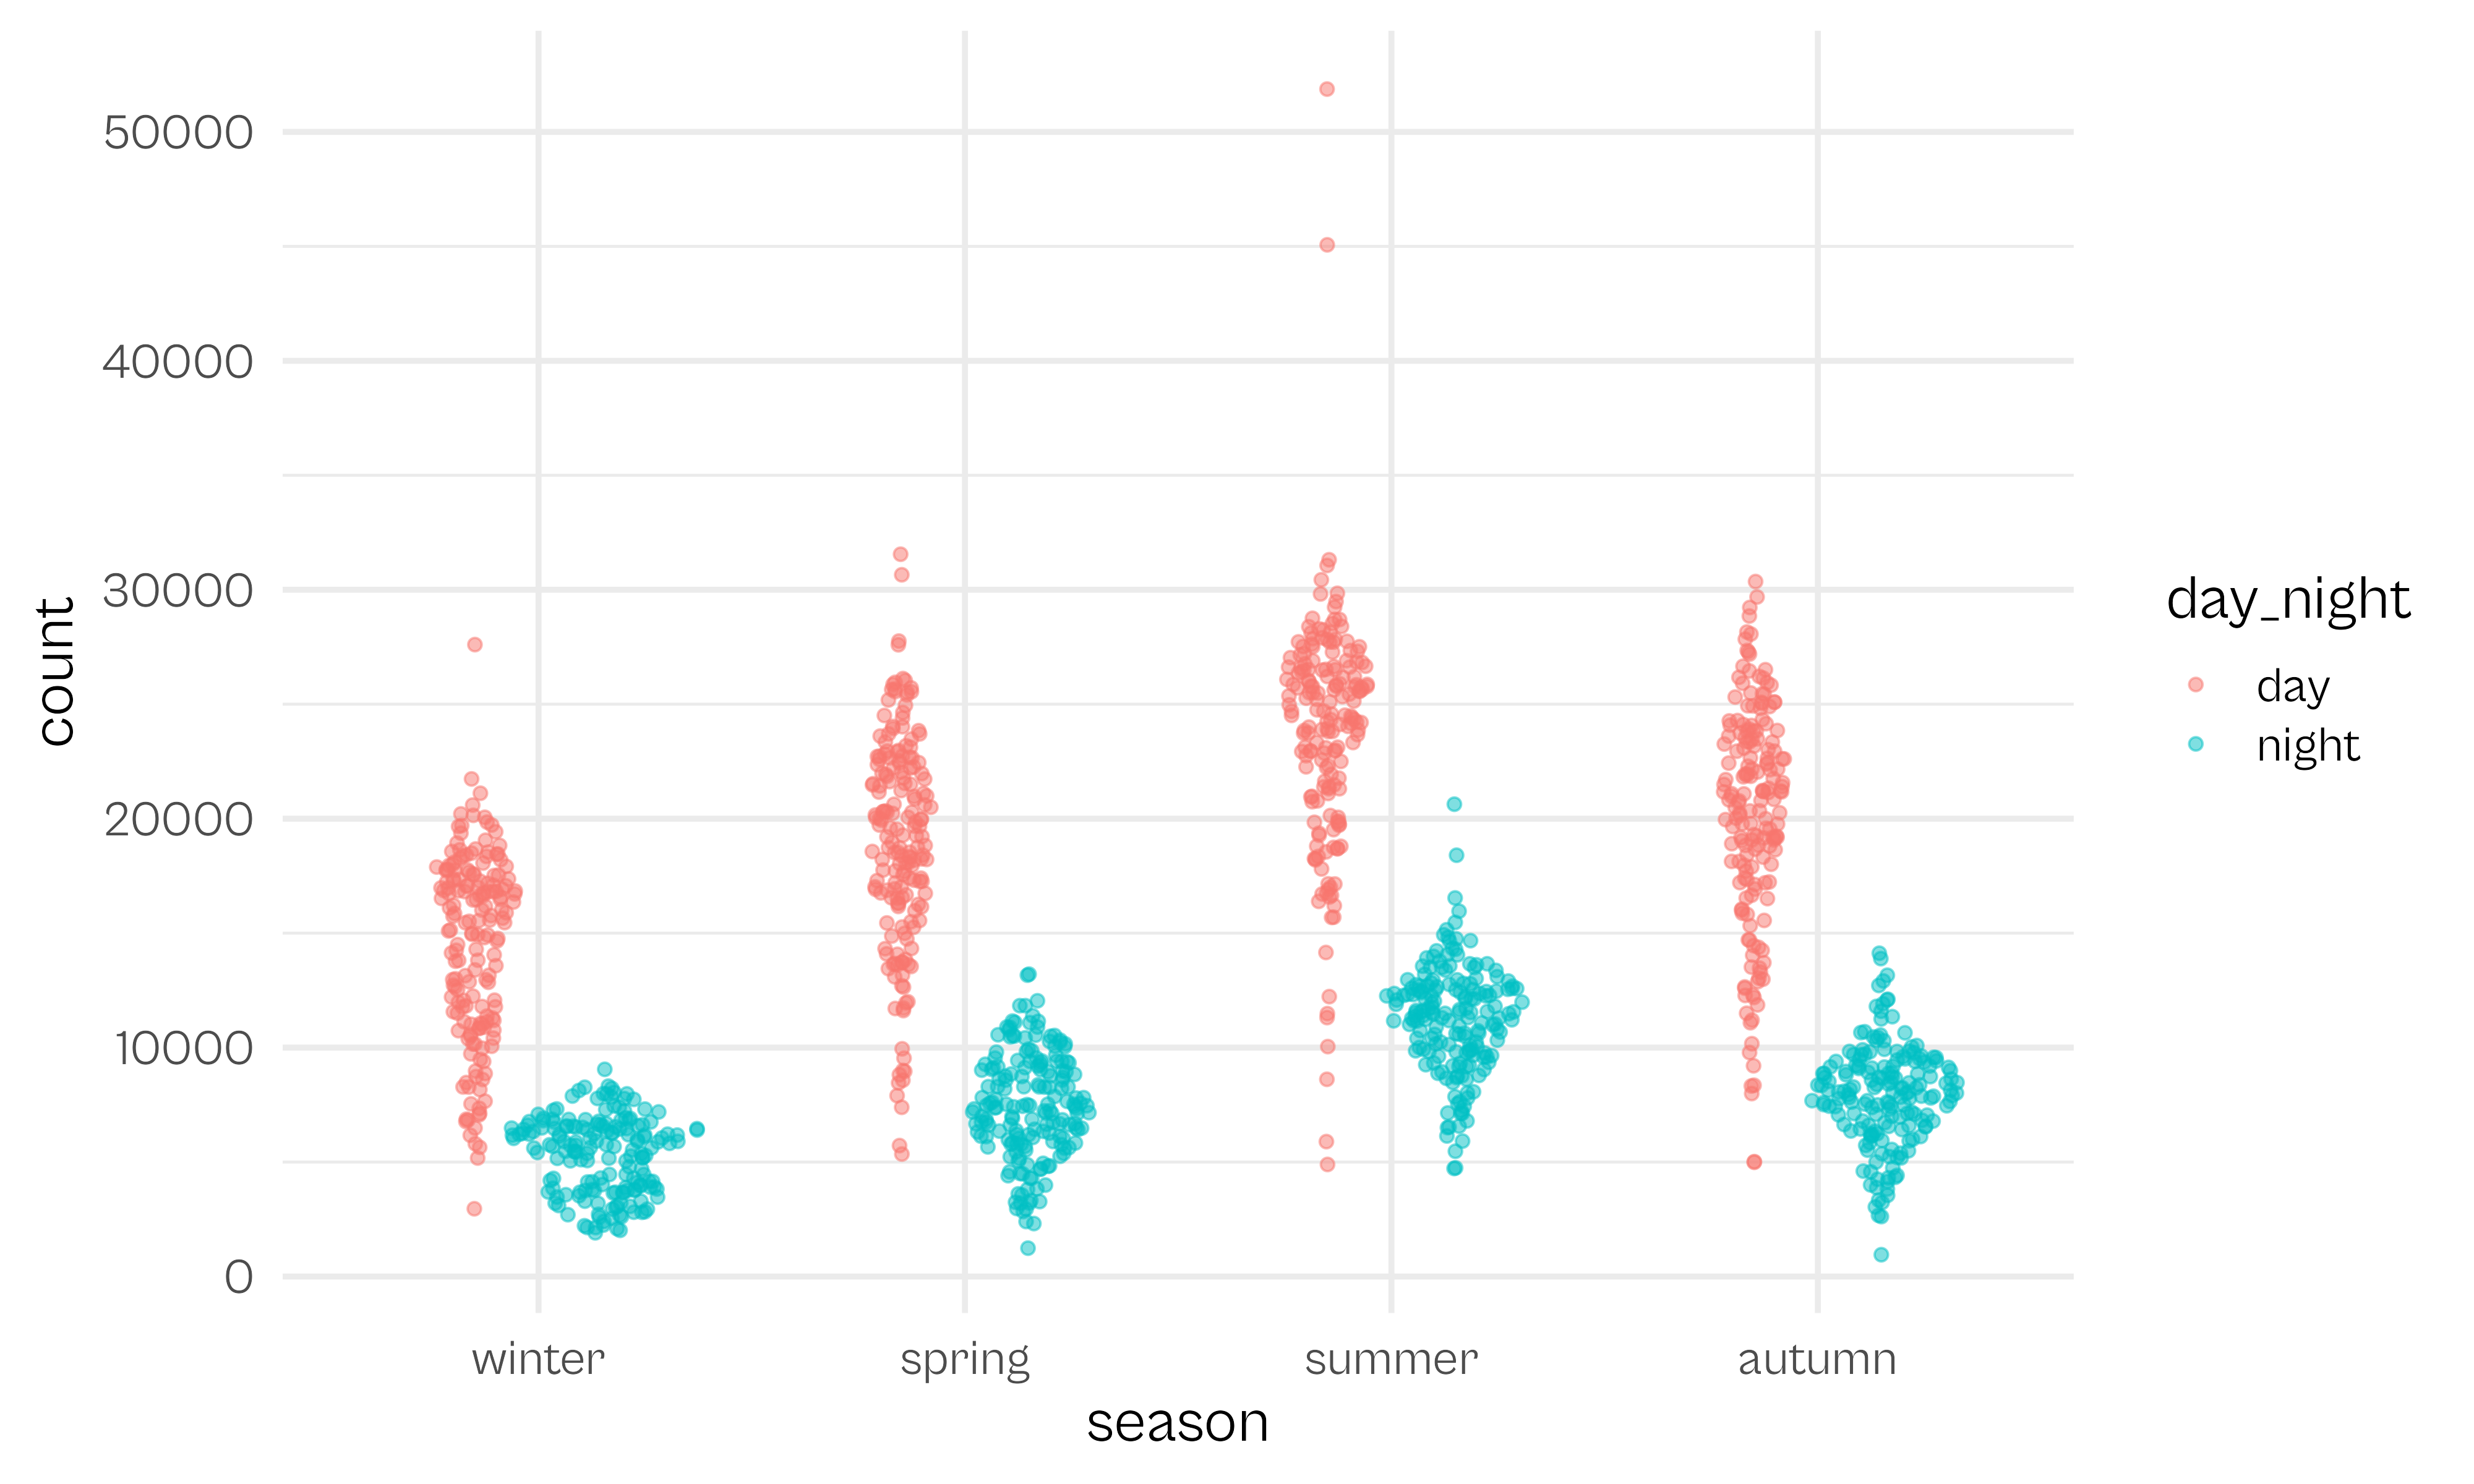 count
50000
40000
30000
20000
10000
0
winter spring summer autumn
season
day_night
day
night